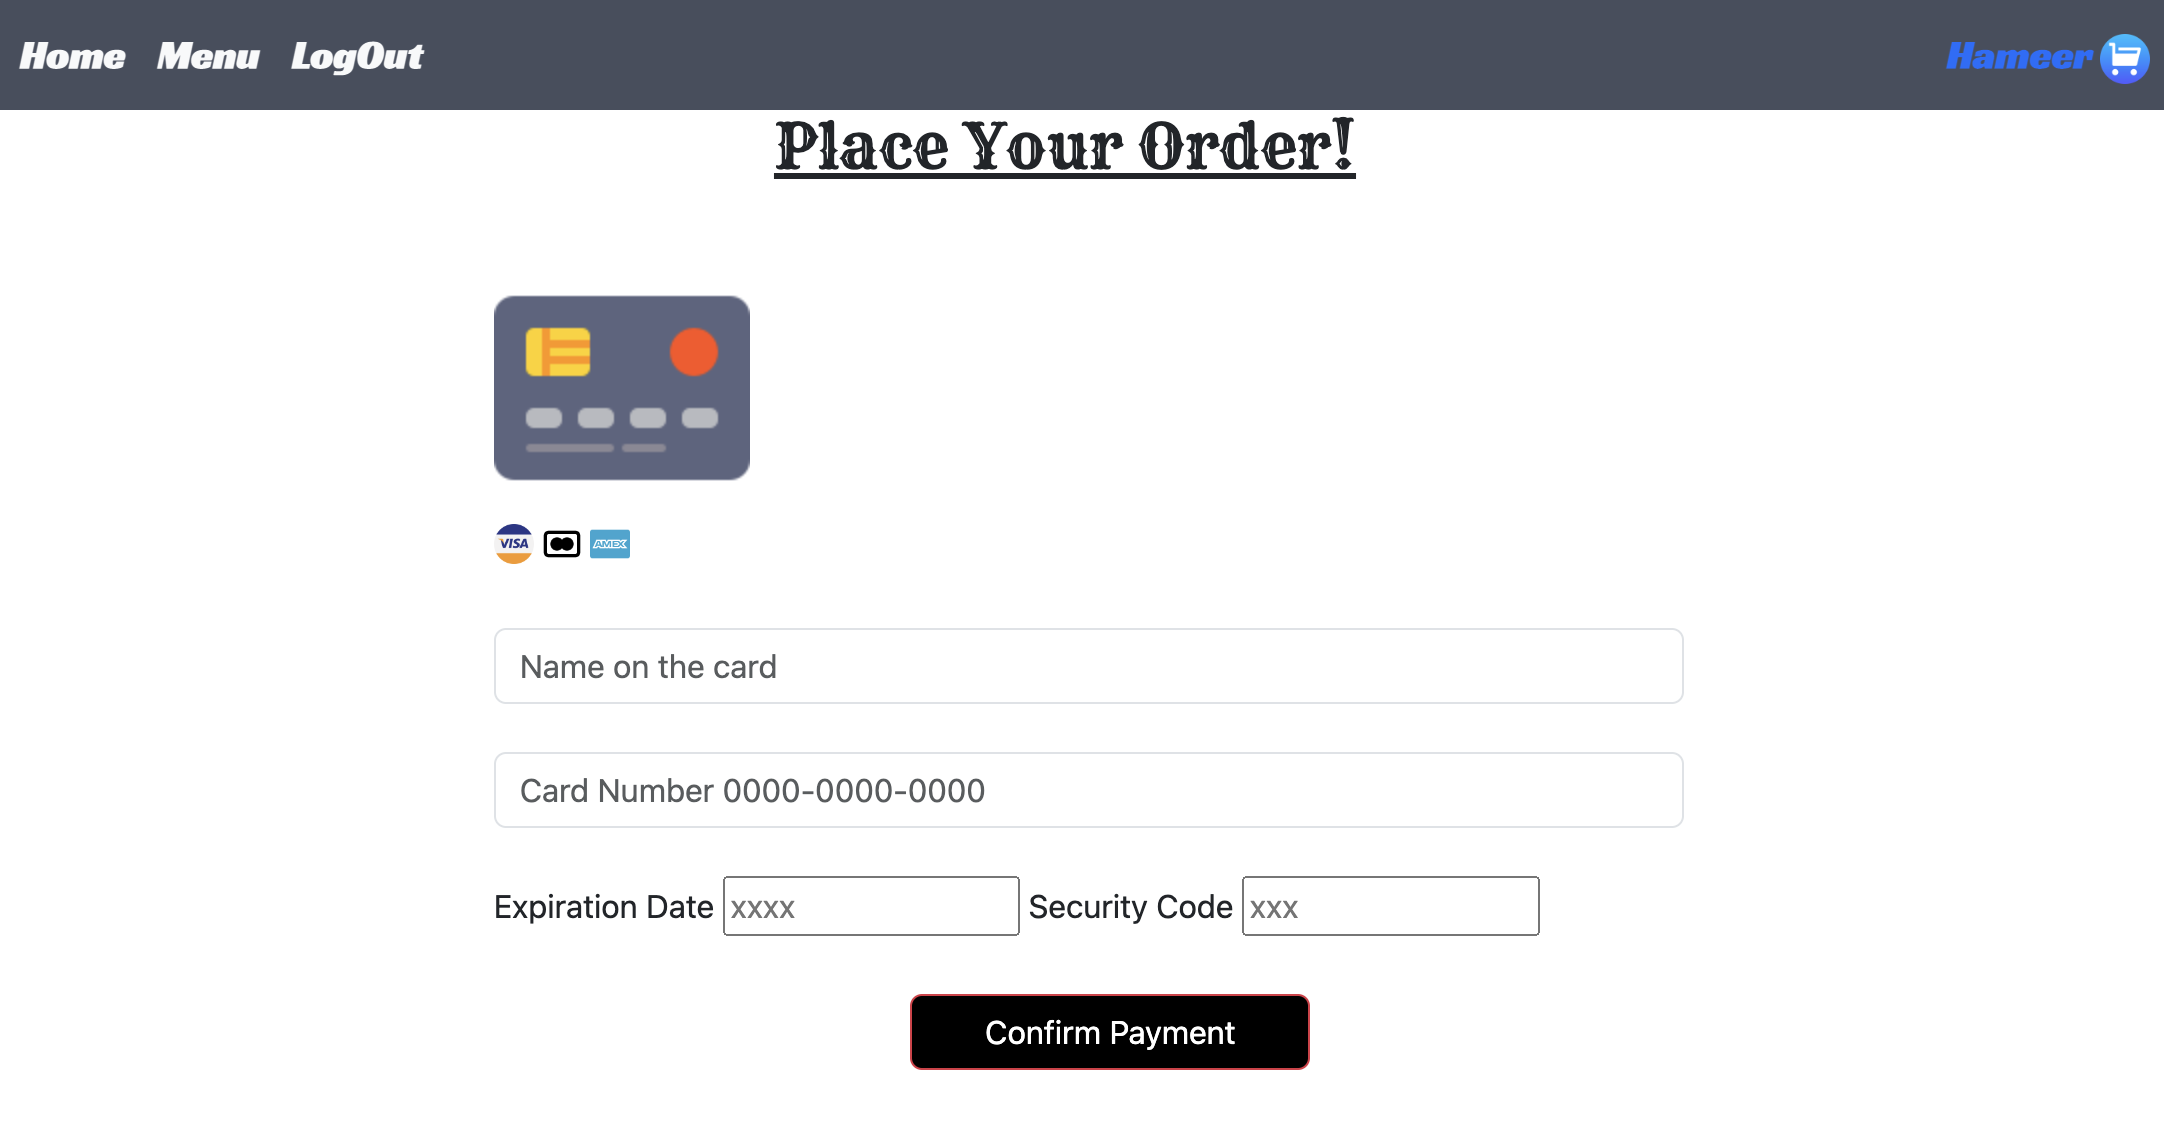 Home Menu LogOut Hameer
Place Your Order!
VISA AMEX
Name on the card
Card Number 0000-0000-0000
Expiration Date xxxx Security Code xxx
Confirm Payment